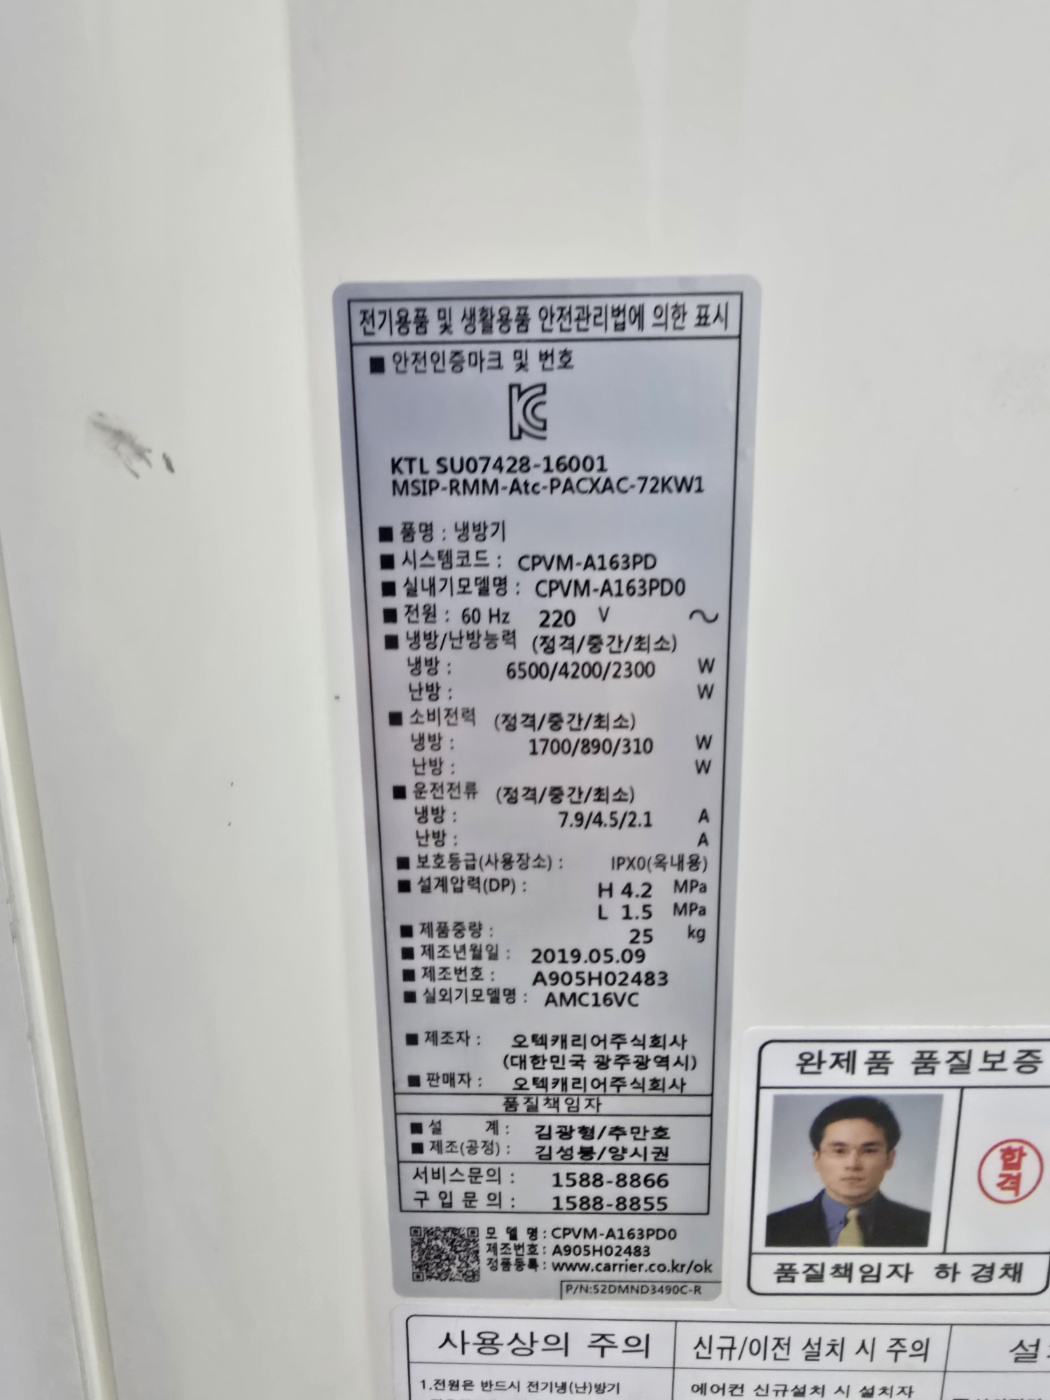 전기용품 및 생활용품 안전관리법에 의한 표시
■ 안전인증마크 및 번호
KTL SU07428-16001
MSIP-RMM-Atc-PACXAC-72KW1
■ 품명 : 냉방기
■ 시스템코드 : CPVM-A163PD
■ 실내기모델명 : CPVM-A163PD0
■ 전원 : 60 Hz 220 V ~
■ 냉방/난방능력 (정격/중간/최소)
냉방 : 6500/4200/2300 W
난방 : W
■ 소비전력 (정격/중간/최소)
냉방 : 1700/890/310 W
난방 : W
■ 운전전류 (정격/중간/최소)
냉방 : 7.9/4.5/2.1 A
난방 : A
■ 보호등급(사용장소) : IPX0(옥내용)
■ 설계압력(DP) : H 4.2 MPa
L 1.5 MPa
■ 제품중량 : 25 kg
■ 제조년월일 : 2019.05.09
■ 제조번호 : A905H02483
■ 실외기모델명 : AMC16VC
■ 제조자 : 오텍캐리어주식회사
(대한민국 광주광역시)
■ 판매자 : 오텍캐리어주식회사
품질책임자
■ 설 계 : 김광형/추만호
■ 제조(공정) : 김성룡/양시권
서비스문의 : 1588-8866
구입문의 : 1588-8855
모 델 명 : CPVM-A163PD0
제조번호 : A905H02483
정품등록 : www.carrier.co.kr/ok
P/N:52DMND3490C-R
완제품 품질보증
합격
품질책임자 하경채
사용상의 주의
신규/이전 설치 시 주의
설
1.전원은 반드시 전기냉(난)방기
에어컨 신규설치 시 설치자